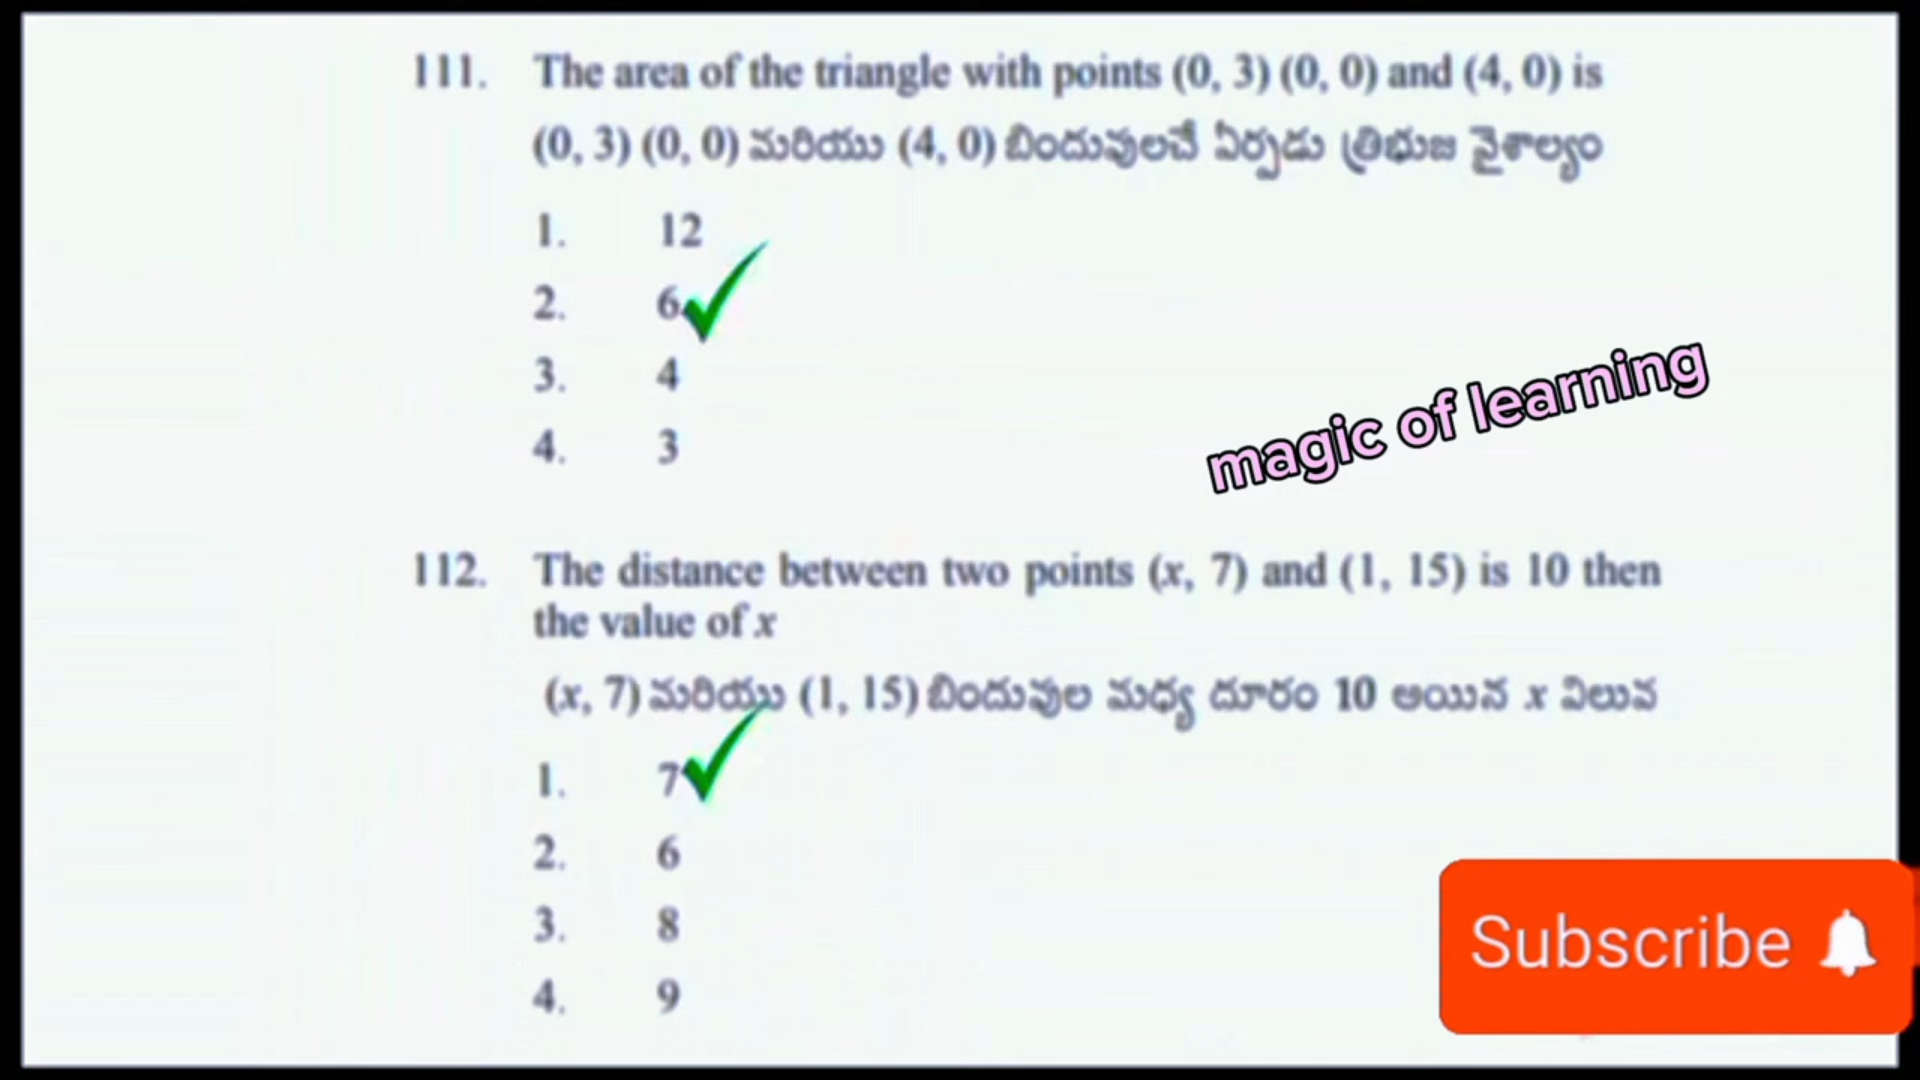 111. The area of the triangle with points (0, 3) (0, 0) and (4, 0) is
(0, 3) (0, 0) మరియు (4, 0) బిందువులచే ఏర్పడు త్రిభుజ వైశాల్యం
1. 12
2. 6
3. 4
4. 3
magic of learning
112. The distance between two points (x, 7) and (1, 15) is 10 then
the value of x
(x, 7) మరియు (1, 15) బిందువుల మధ్య దూరం 10 అయిన x విలువ
1. 7
2. 6
3. 8
4. 9
Subscribe